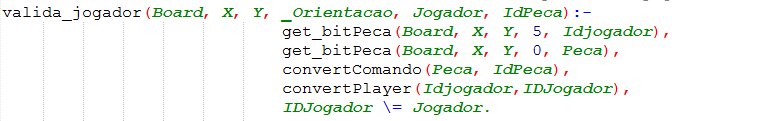 valida_jogador(Board, X, Y, _Orientacao, Jogador, IdPeca):-
get_bitPeca(Board, X, Y, 5, Idjogador),
get_bitPeca(Board, X, Y, 0, Peca),
convertComando(Peca, IdPeca),
convertPlayer(Idjogador,IDJogador),
IDJogador \= Jogador.